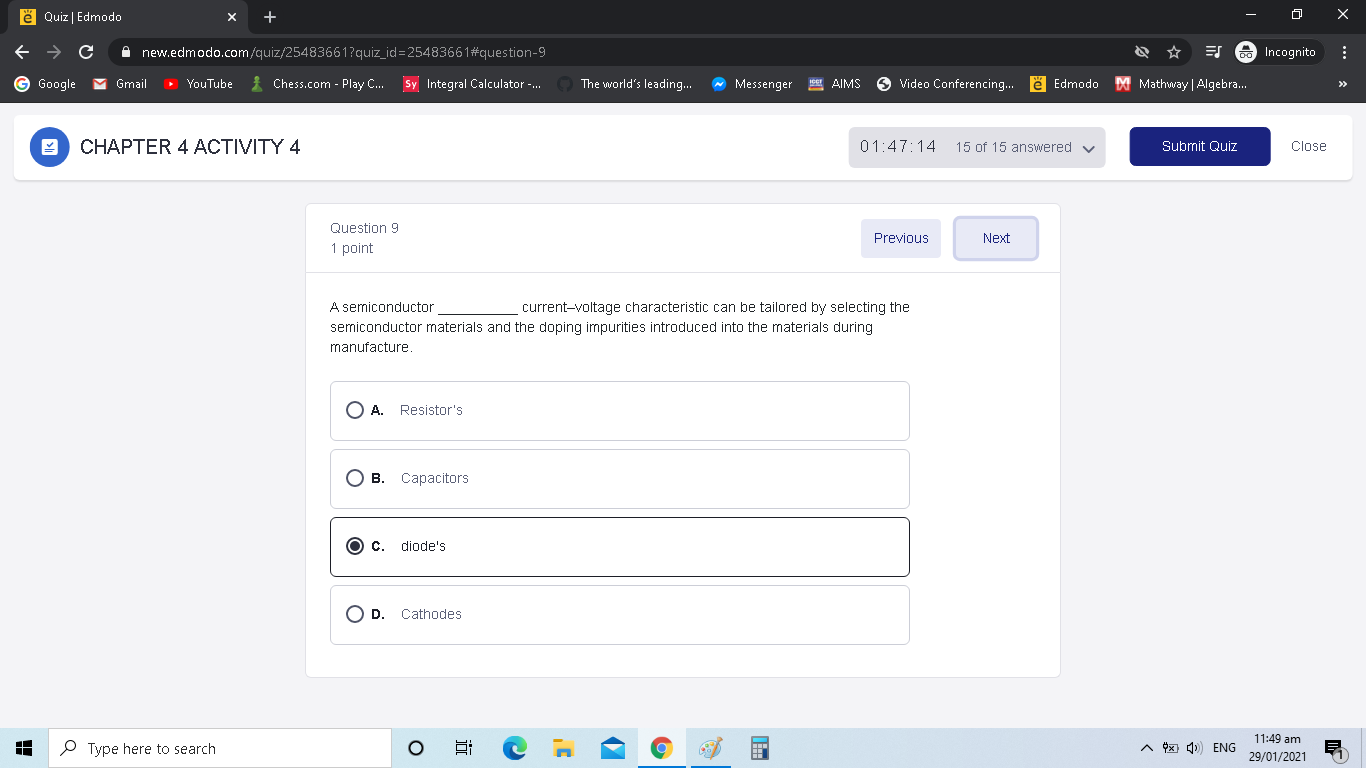 Quiz | Edmodo
new.edmodo.com/quiz/25483661?quiz_id=25483661#question-9
Incognito
Google Gmail YouTube Chess.com - Play C... Sy Integral Calculator -... The world's leading... Messenger AIMS Video Conferencing... Edmodo Mathway | Algebra... »
CHAPTER 4 ACTIVITY 4
01:47:14 15 of 15 answered
Submit Quiz
Close
Question 9
1 point
Previous
Next
A semiconductor __________ current–voltage characteristic can be tailored by selecting the
semiconductor materials and the doping impurities introduced into the materials during
manufacture.
A. Resistor's
B. Capacitors
C. diode's
D. Cathodes
Type here to search
ENG
11:49 am
29/01/2021
1